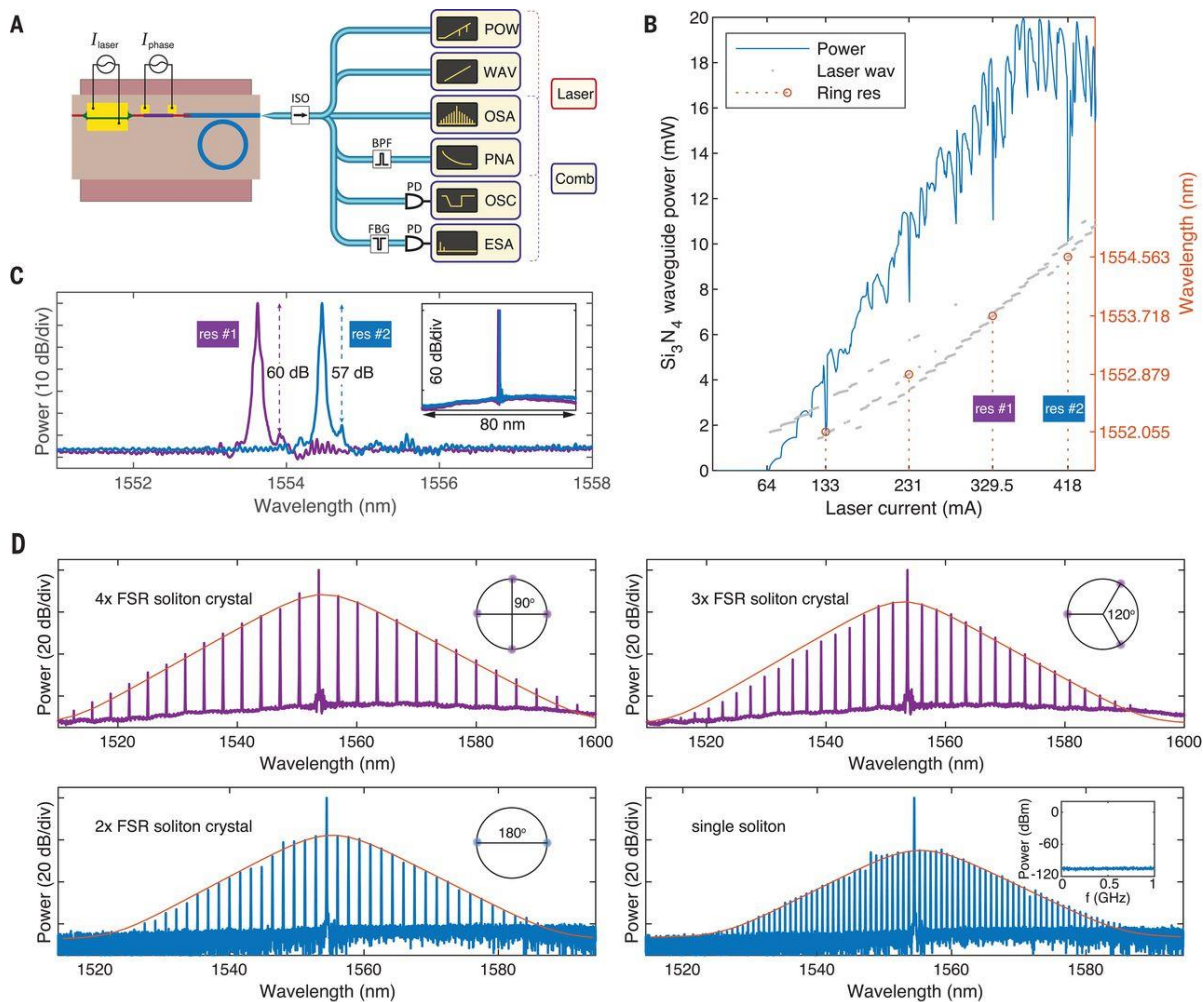 A
I laser
I phase
ISO
POW
WAV
OSA
BPF
PNA
PD
OSC
FBG
PD
ESA
Laser
Comb
B
Power
Laser wav
Ring res
Si3N4 waveguide power (mW)
20
18
16
14
12
10
8
6
4
2
0
64
133
231
329.5
418
Laser current (mA)
res #1
res #2
Wavelength (nm)
1554.563
1553.718
1552.879
1552.055
C
Power (10 dB/div)
res #1
60 dB
57 dB
res #2
60 dB/div
80 nm
1552
1554
1556
1558
Wavelength (nm)
D
Power (20 dB/div)
4x FSR soliton crystal
90º
1520
1540
1560
1580
1600
Wavelength (nm)
Power (20 dB/div)
3x FSR soliton crystal
120º
1520
1540
1560
1580
1600
Wavelength (nm)
Power (20 dB/div)
2x FSR soliton crystal
180º
1520
1540
1560
1580
Wavelength (nm)
Power (20 dB/div)
single soliton
Power (dBm)
0
-60
-120
0
0.5
1
f (GHz)
1520
1540
1560
1580
Wavelength (nm)